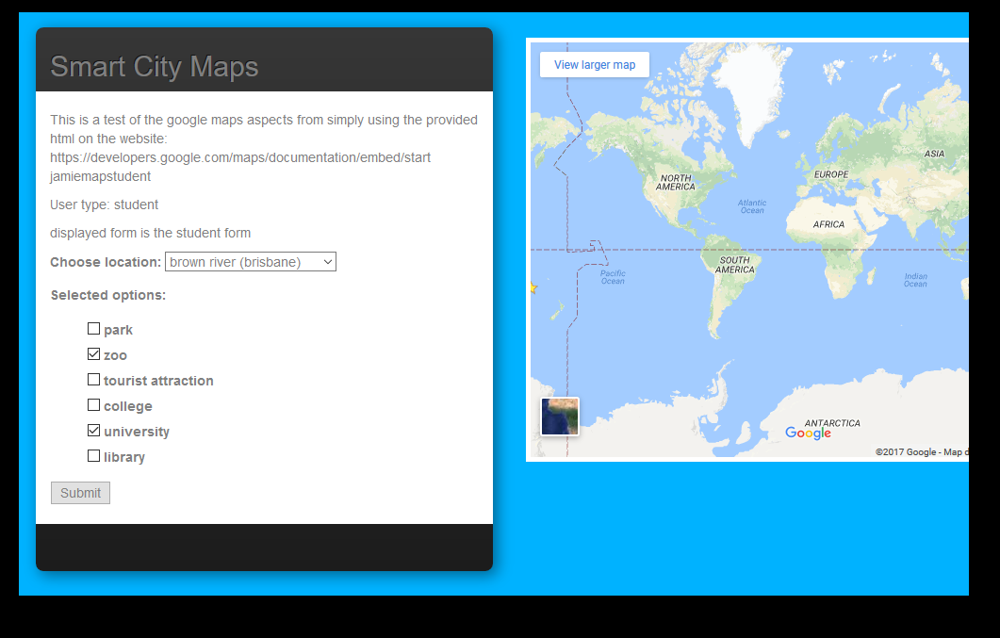 Smart City Maps
This is a test of the google maps aspects from simply using the provided
html on the website:
https://developers.google.com/maps/documentation/embed/start
jamiemapstudent
User type: student
displayed form is the student form
Choose location: brown river (brisbane)
Selected options:
park
zoo
tourist attraction
college
university
library
Submit
View larger map
ASIA
NORTH
AMERICA
EUROPE
Atlantic
Ocean
AFRICA
SOUTH
AMERICA
Pacific
Ocean
Indian
Ocean
ANTARCTICA
Google
©2017 Google - Map d